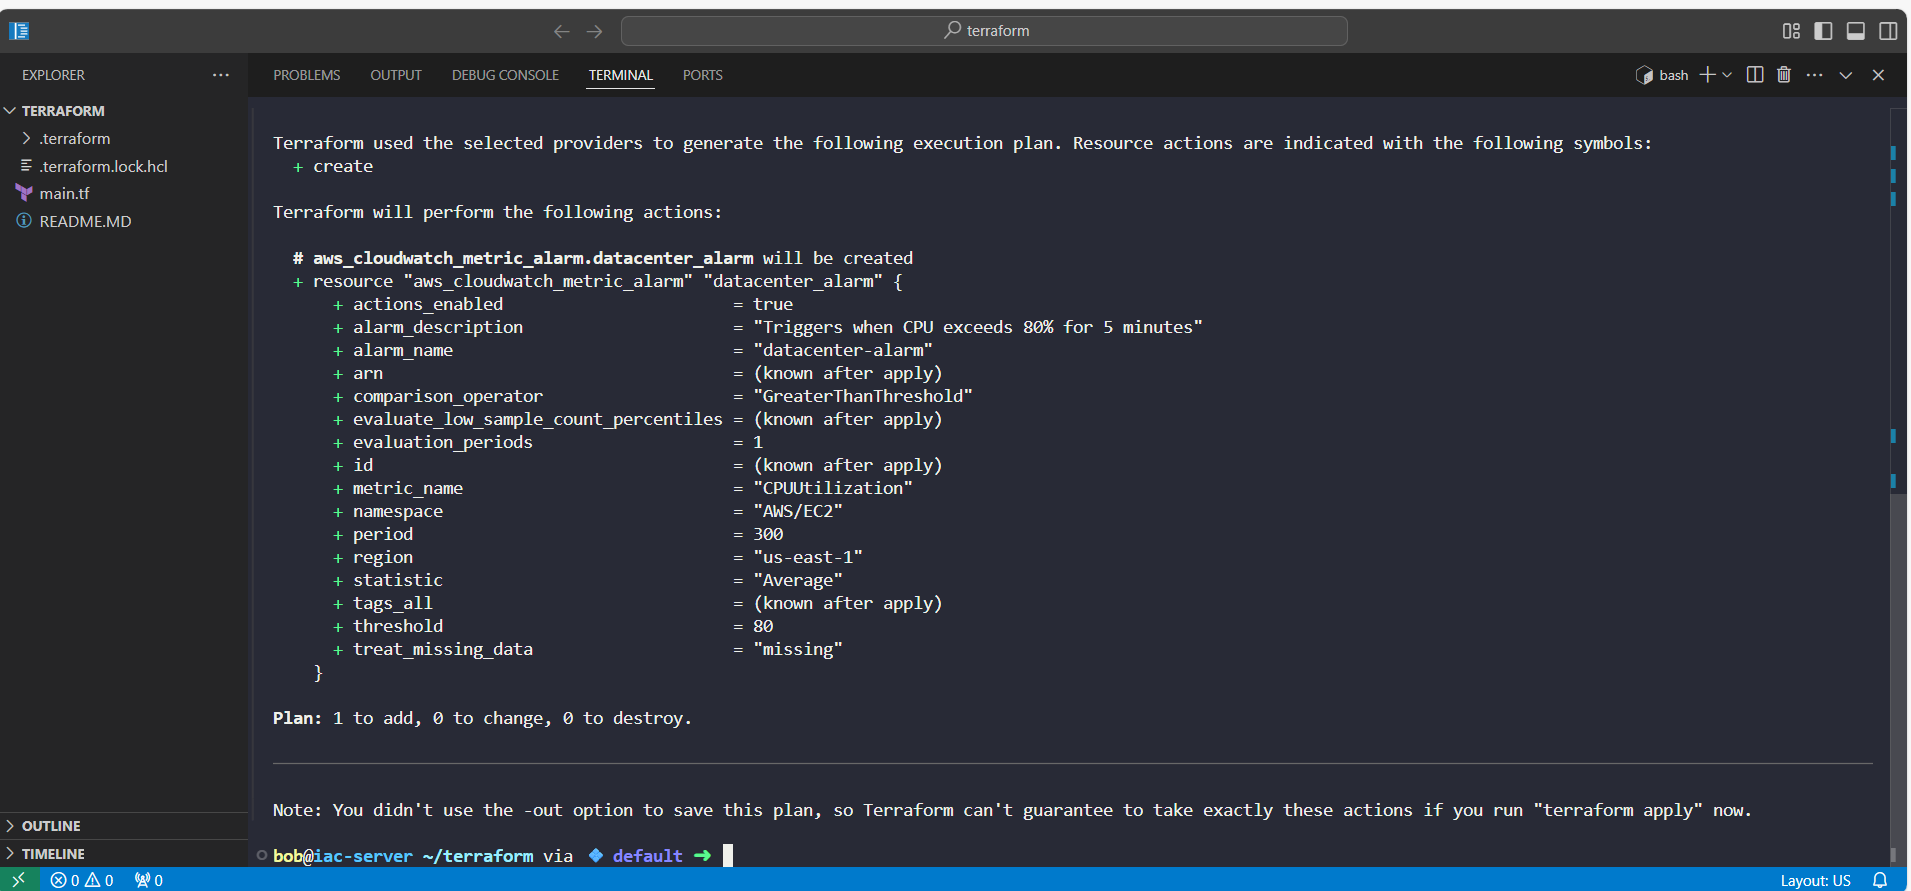 terraform
EXPLORER
PROBLEMS OUTPUT DEBUG CONSOLE TERMINAL PORTS
bash
TERRAFORM
.terraform
.terraform.lock.hcl
main.tf
README.MD
Terraform used the selected providers to generate the following execution plan. Resource actions are indicated with the following symbols:
+ create
Terraform will perform the following actions:
# aws_cloudwatch_metric_alarm.datacenter_alarm will be created
+ resource "aws_cloudwatch_metric_alarm" "datacenter_alarm" {
+ actions_enabled = true
+ alarm_description = "Triggers when CPU exceeds 80% for 5 minutes"
+ alarm_name = "datacenter-alarm"
+ arn = (known after apply)
+ comparison_operator = "GreaterThanThreshold"
+ evaluate_low_sample_count_percentiles = (known after apply)
+ evaluation_periods = 1
+ id = (known after apply)
+ metric_name = "CPUUtilization"
+ namespace = "AWS/EC2"
+ period = 300
+ region = "us-east-1"
+ statistic = "Average"
+ tags_all = (known after apply)
+ threshold = 80
+ treat_missing_data = "missing"
}
Plan: 1 to add, 0 to change, 0 to destroy.
Note: You didn't use the -out option to save this plan, so Terraform can't guarantee to take exactly these actions if you run "terraform apply" now.
bob@iac-server ~/terraform via default ➜
OUTLINE
TIMELINE
0 0 0
Layout: US